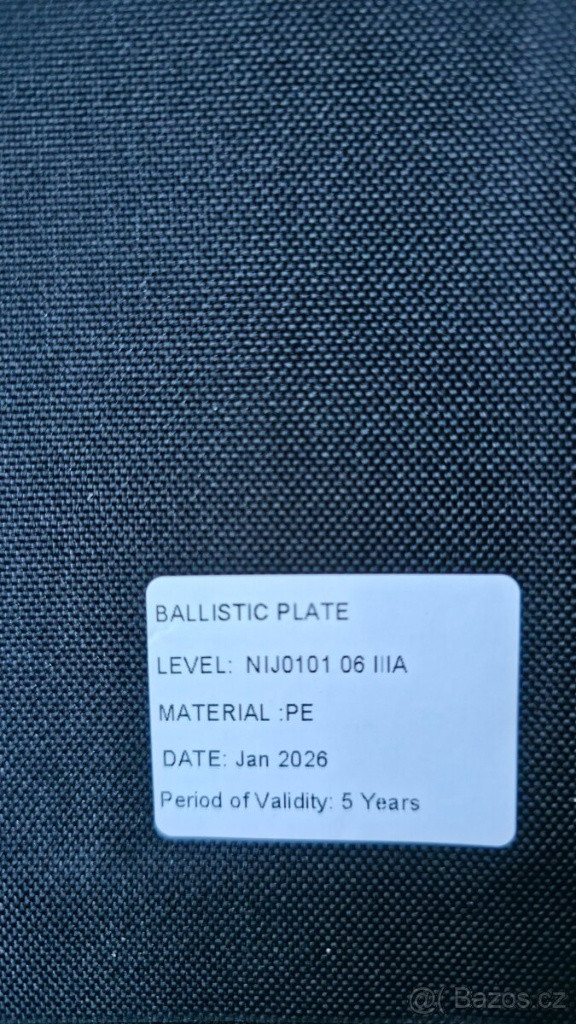 BALLISTIC PLATE
LEVEL: NIJ0101 06 IIIA
MATERIAL :PE
DATE: Jan 2026
Period of Validity: 5 Years
@( Bazos.cz